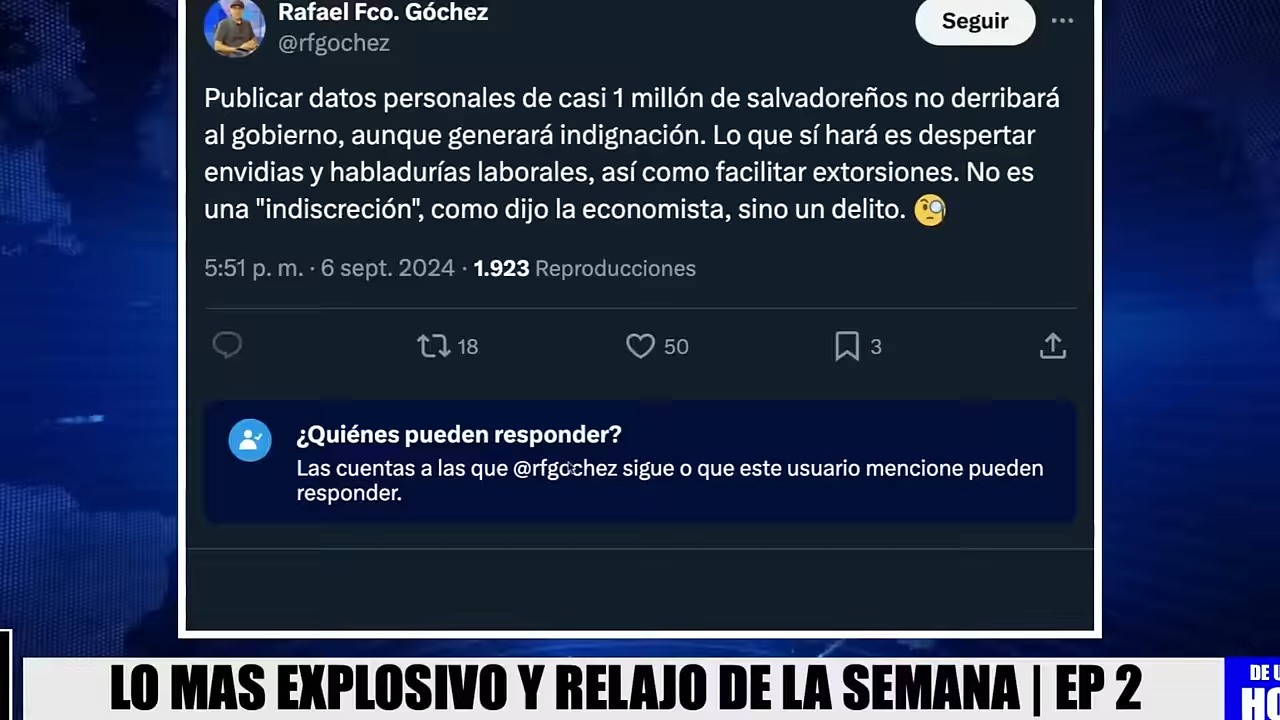 Rafael Fco. Góchez
Seguir
@rfgochez
Publicar datos personales de casi 1 millón de salvadoreños no derribará
al gobierno, aunque generará indignación. Lo que sí hará es despertar
envidias y habladurías laborales, así como facilitar extorsiones. No es
una "indiscreción", como dijo la economista, sino un delito. 🧐
5:51 p. m. · 6 sept. 2024 · 1.923 Reproducciones
18 50 3
¿Quiénes pueden responder?
Las cuentas a las que @rfgochez sigue o que este usuario mencione pueden
responder.
LO MAS EXPLOSIVO Y RELAJO DE LA SEMANA | EP 2